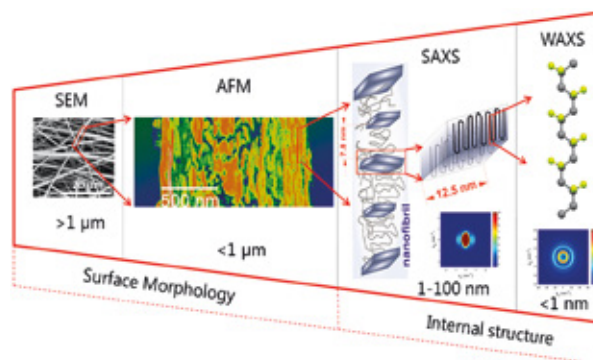 SEM
AFM
SAXS
WAXS
500 nm
7.8 nm
12.5 nm
nanofibril
>1 µm
<1 µm
1-100 nm
<1 nm
Surface Morphology
Internal structure